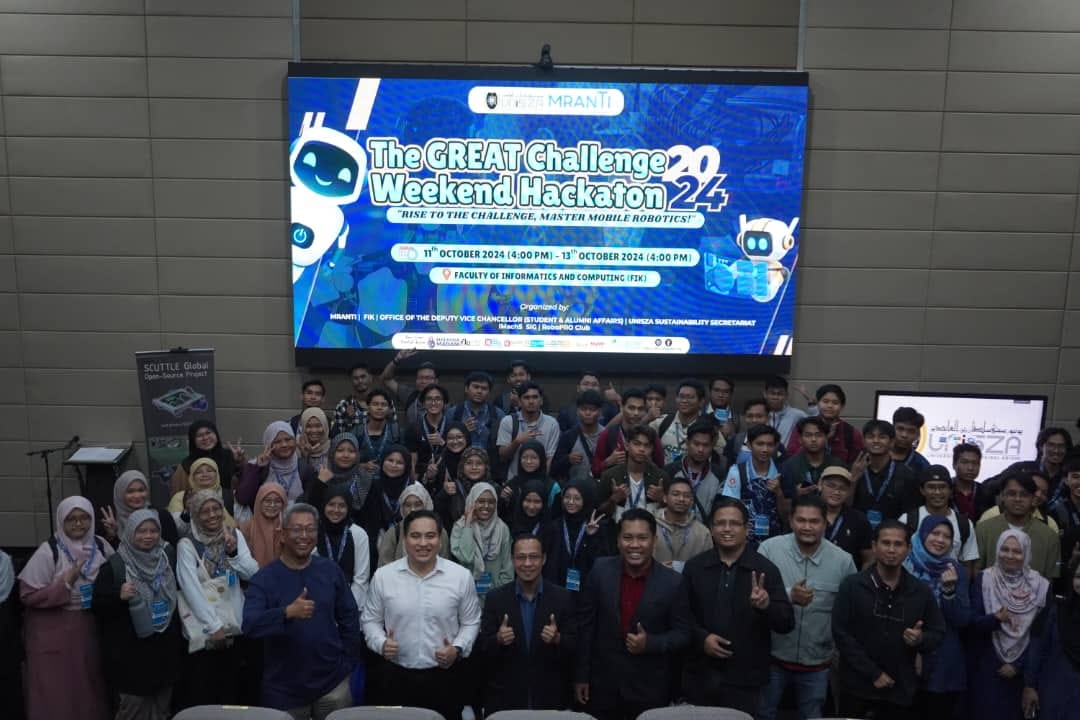 UniSZA MRANTI
The GREAT Challenge 2024
Weekend Hackaton
"RISE TO THE CHALLENGE, MASTER MOBILE ROBOTICS!"
11th OCTOBER 2024 (4:00 PM) - 13th OCTOBER 2024 (4:00 PM)
FACULTY OF INFORMATICS AND COMPUTING (FIK)
Organized by:
MRANTI | FIK | OFFICE OF THE DEPUTY VICE CHANCELLOR (STUDENT & ALUMNI AFFAIRS) | UNISZA SUSTAINABILITY SECRETARIAT
IMachS SIG | RoboPRO Club
SCUTTLE Global
Open-Source Project
UniSZA